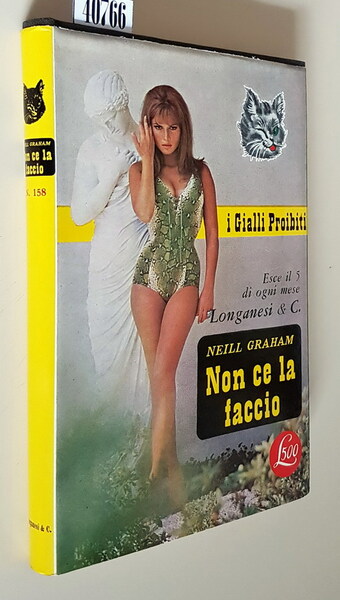 40766
NEILL GRAHAM
Non ce la
faccio
158
i Gialli Proibiti
Esce il 5
di ogni mese
Longanesi & C.
NEILL GRAHAM
Non ce la
faccio
£500
& C.